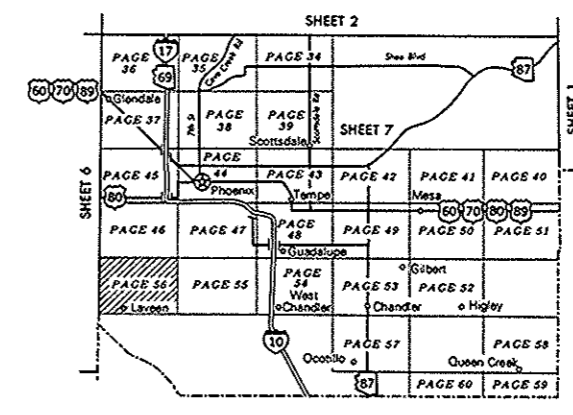 SHEET 2
PAGE 36
17
PAGE 35
Cave Creek Rd
PAGE 34
Shea Blvd
69
87
60 70 89
Glendale
7th St
Scottsdale Rd
SHEET 1
PAGE 37
PAGE 38
PAGE 39
SHEET 7
Scottsdale
SHEET 6
PAGE 45
PAGE 44
Phoenix
PAGE 43
PAGE 42
PAGE 41
PAGE 40
80
Tempe
Mesa
60 70 80 89
PAGE 46
PAGE 47
PAGE 48
PAGE 49
PAGE 50
PAGE 51
Guadalupe
Gilbert
PAGE 56
PAGE 55
PAGE 54
PAGE 53
PAGE 52
Laveen
West Chandler
Chandler
Higley
10
PAGE 57
PAGE 58
Ocotillo
Queen Creek
87
PAGE 60
PAGE 59